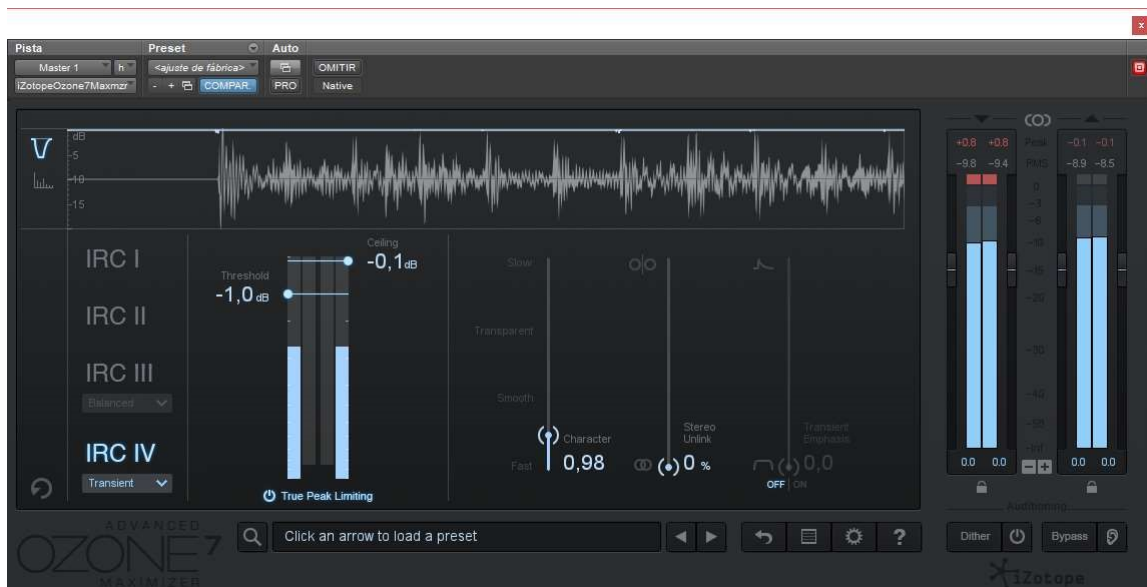 x
Pista Preset Auto
Master 1 h <ajuste de fábrica> OMITIR
iZotopeOzone7Maxmzr - + COMPAR. PRO Native
dB
-5
-10
-15
IRC I
IRC II
IRC III
Balanced
IRC IV
Transient
Threshold
-1,0 dB
Ceiling
-0,1 dB
True Peak Limiting
Slow
Transparent
Smooth
Fast
Character
0,98
Stereo
Unlink
0 %
Transient
Emphasis
0,0
OFF | ON
+0.8 +0.8 Peak -0.1 -0.1
-9.8 -9.4 RMS -8.9 -8.5
0
-3
-6
-10
-15
-20
-30
-40
-50
-Inf
0.0 0.0 - + 0.0 0.0
Auditioning
ADVANCED
OZONE 7
MAXIMIZER
Click an arrow to load a preset
?
Dither Bypass
iZotope